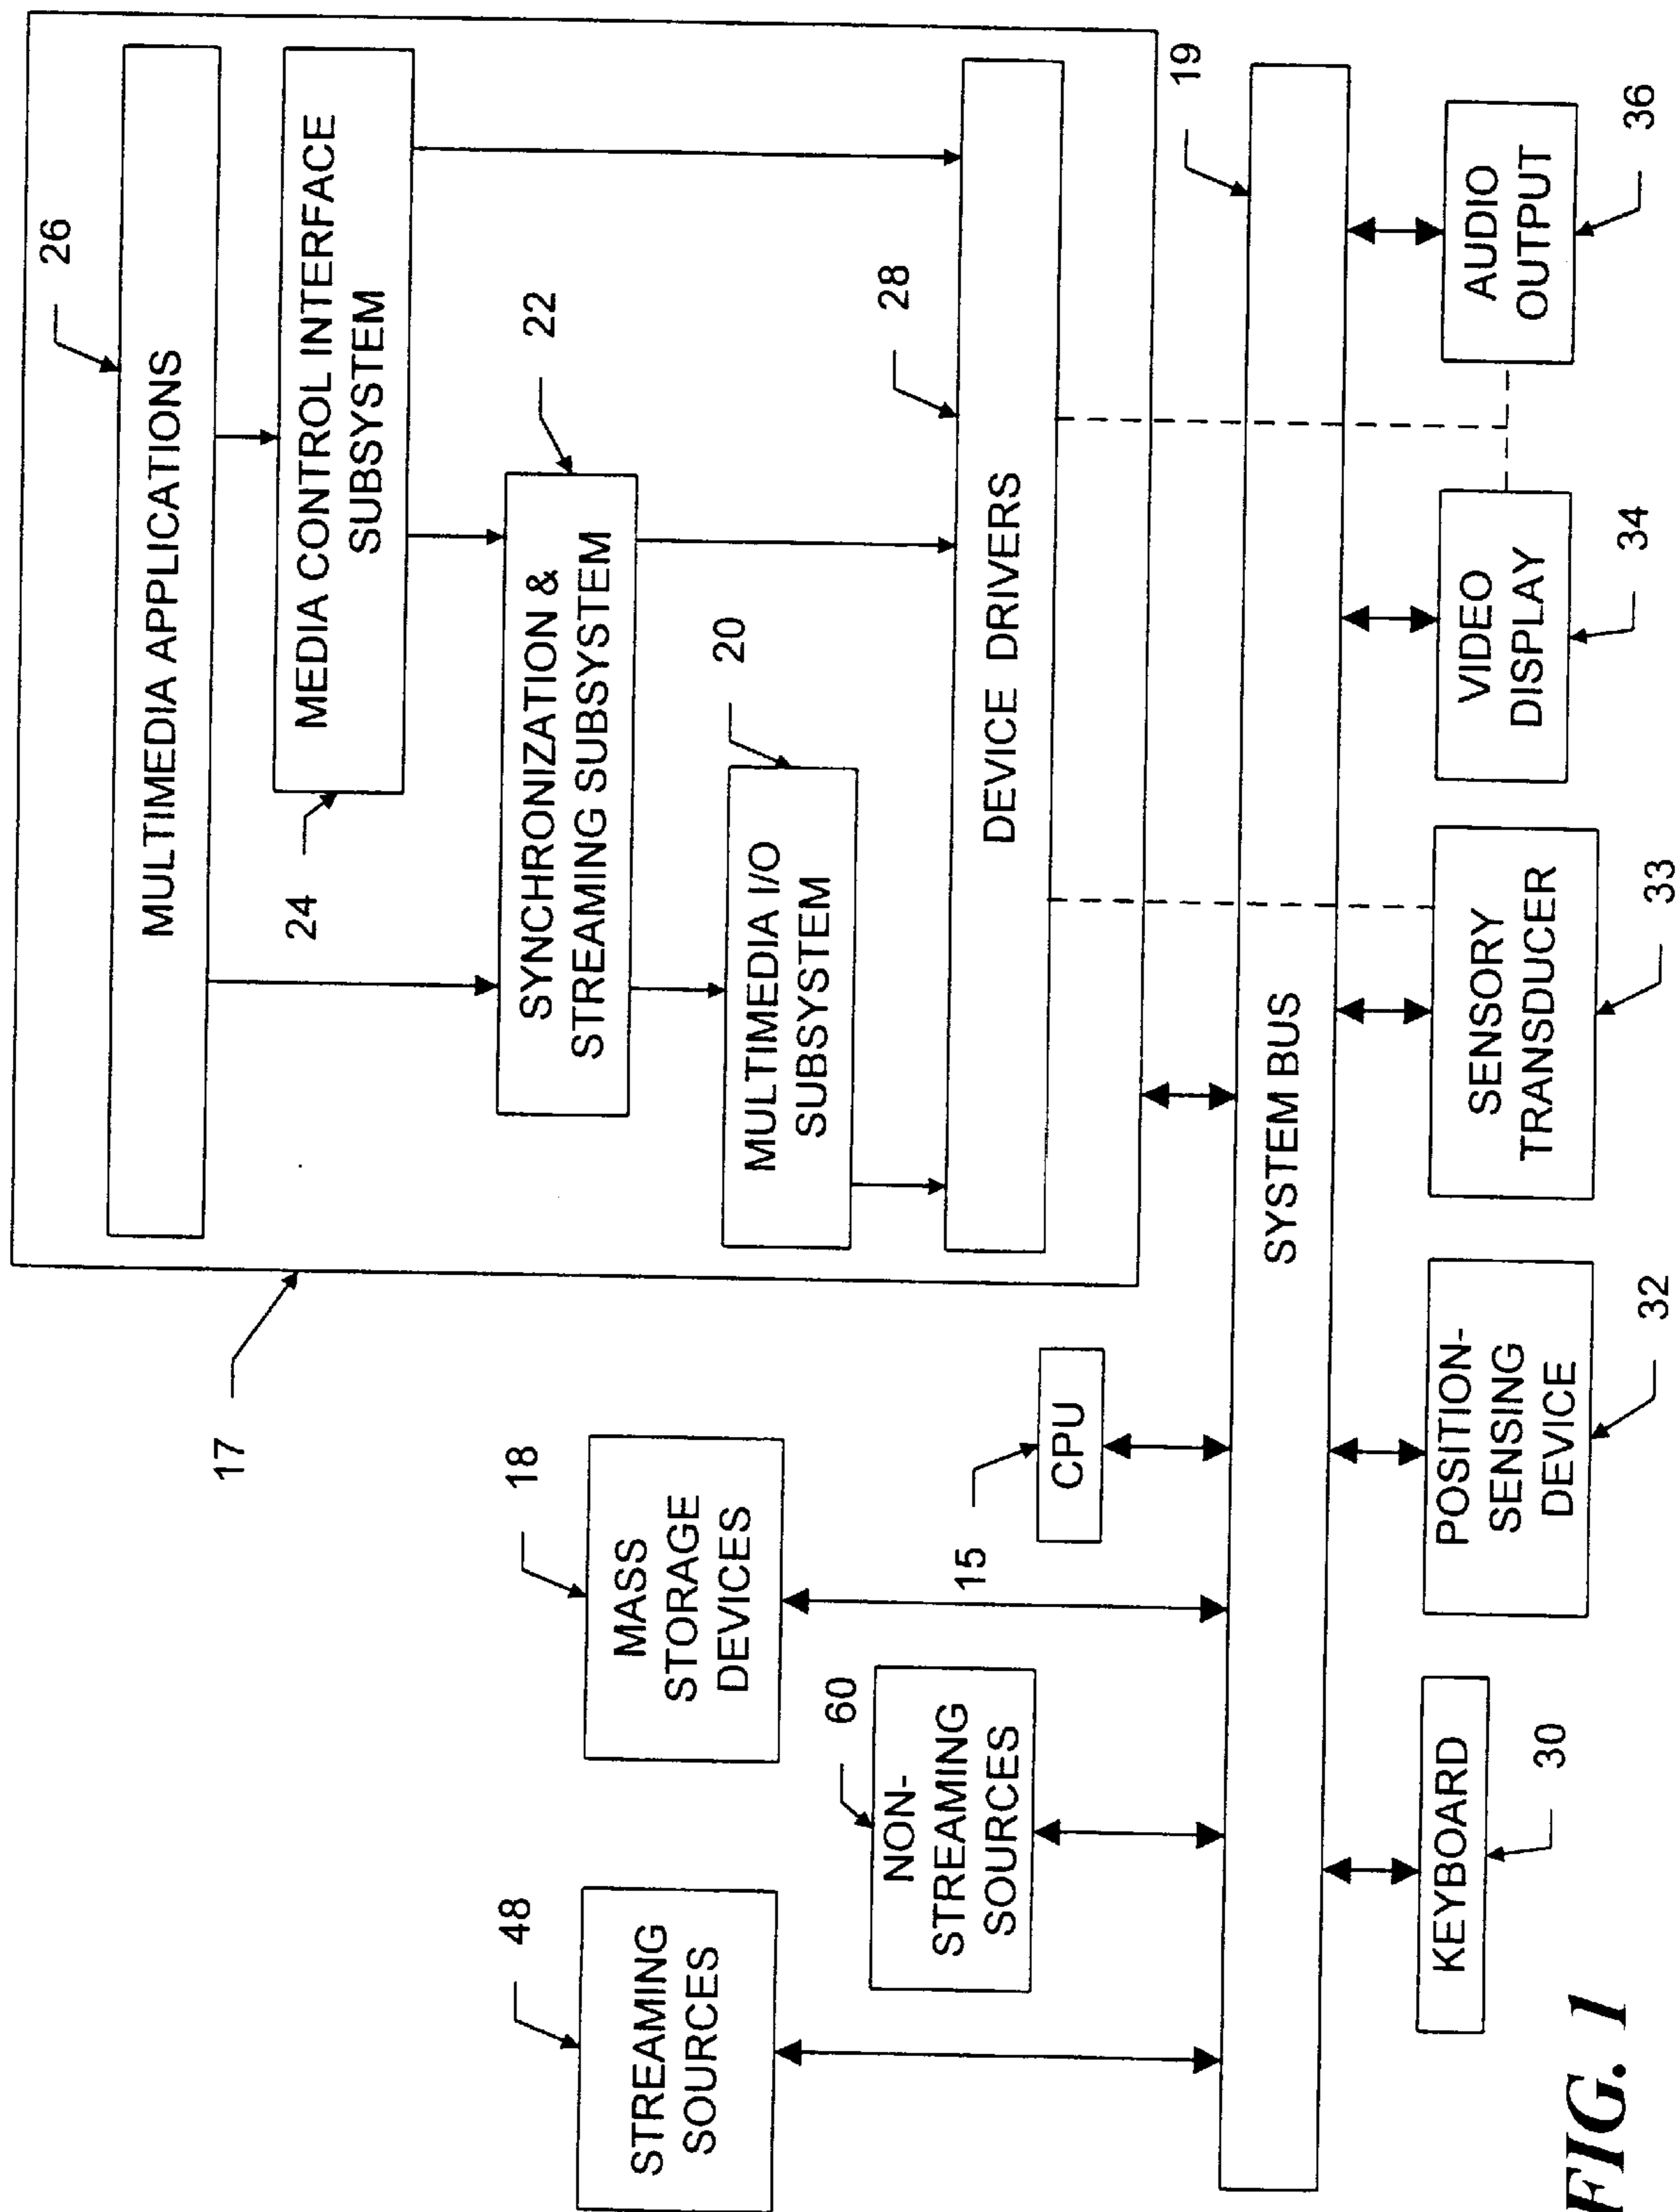 26
MULTIMEDIA APPLICATIONS
17
24
MEDIA CONTROL INTERFACE
SUBSYSTEM
22
SYNCHRONIZATION &
STREAMING SUBSYSTEM
20
MULTIMEDIA I/O
SUBSYSTEM
28
DEVICE DRIVERS
48
STREAMING
SOURCES
18
MASS
STORAGE
DEVICES
60
NON-
STREAMING
SOURCES
15
CPU
19
SYSTEM BUS
KEYBOARD
30
POSITION-
SENSING
DEVICE
32
SENSORY
TRANSDUCER
33
VIDEO
DISPLAY
34
AUDIO
OUTPUT
36
FIG. 1